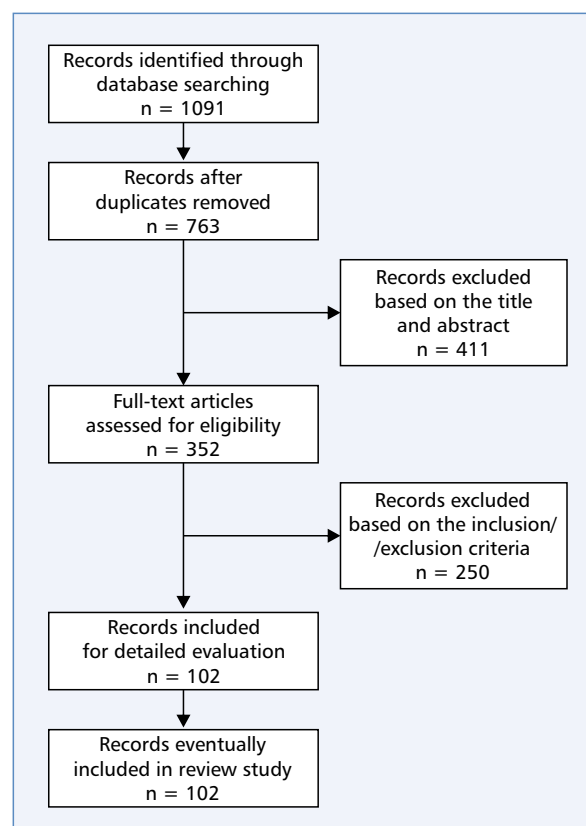 Records identified through
database searching
n = 1091
Records after
duplicates removed
n = 763
Records excluded
based on the title
and abstract
n = 411
Full-text articles
assessed for eligibility
n = 352
Records excluded
based on the inclusion/
/exclusion criteria
n = 250
Records included
for detailed evaluation
n = 102
Records eventually
included in review study
n = 102